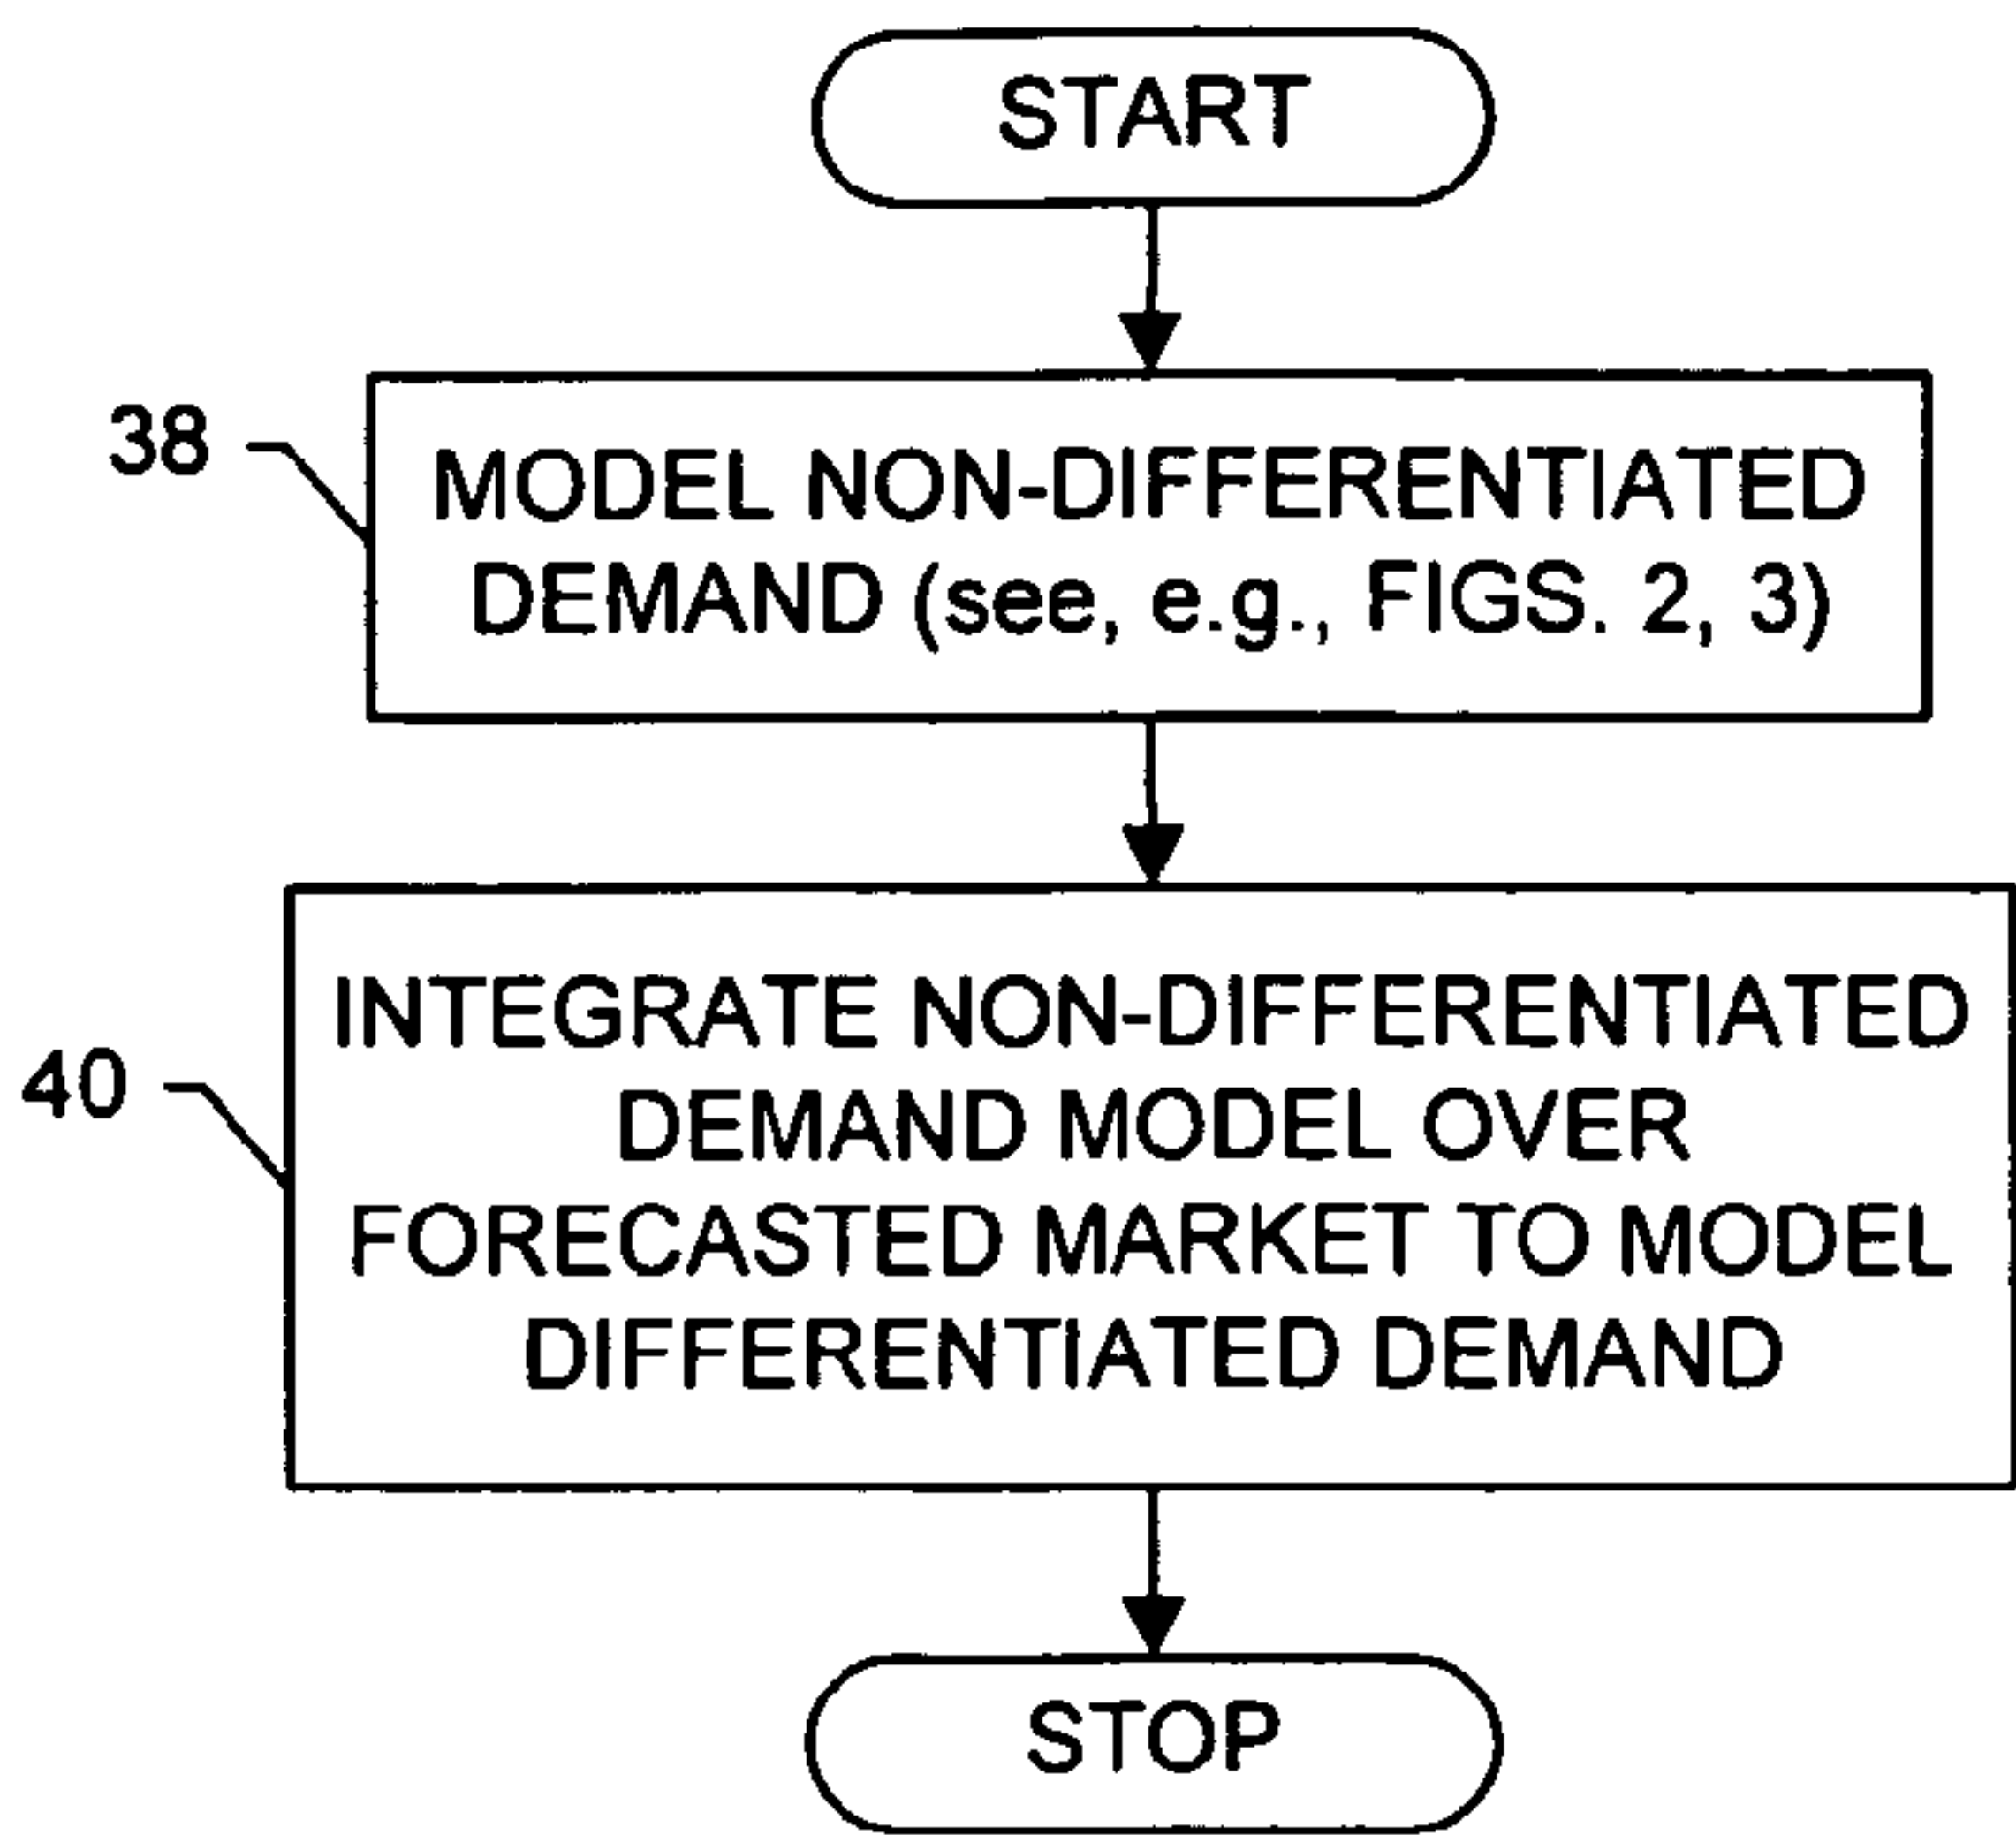 START
38
MODEL NON-DIFFERENTIATED
DEMAND (see, e.g., FIGS. 2, 3)
40
INTEGRATE NON-DIFFERENTIATED
DEMAND MODEL OVER
FORECASTED MARKET TO MODEL
DIFFERENTIATED DEMAND
STOP